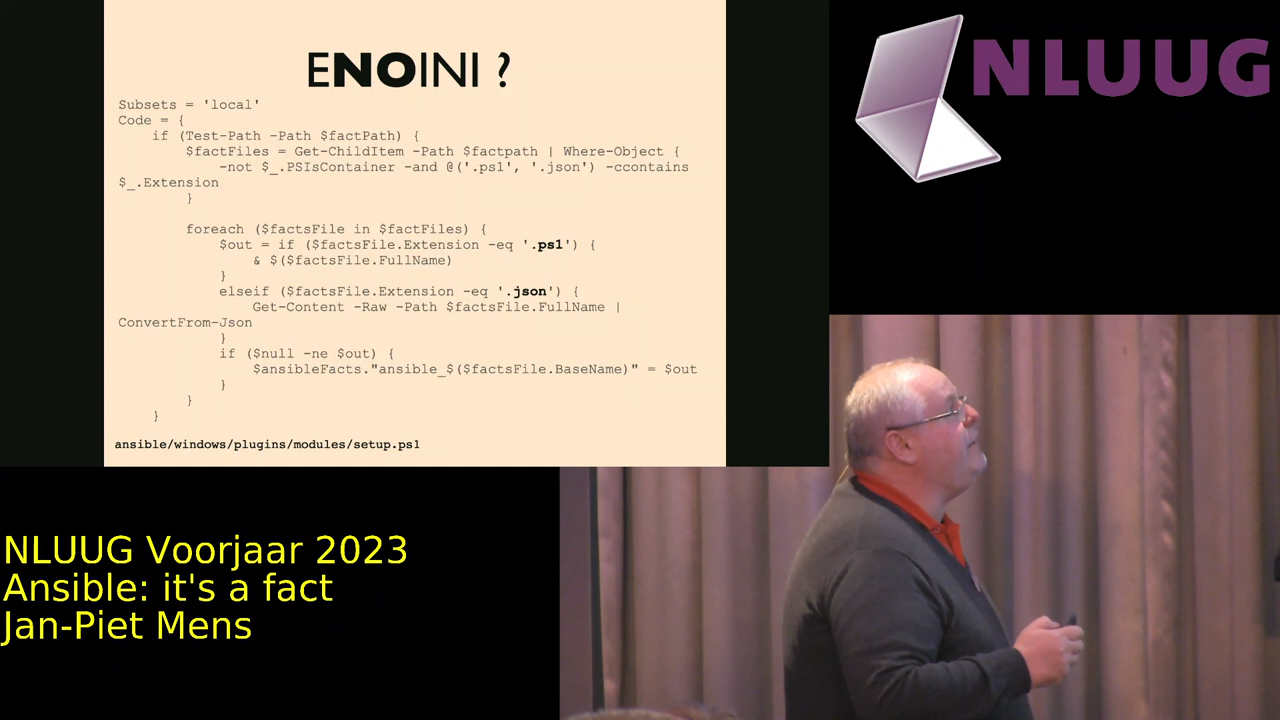 ENOINI ?
Subsets = 'local'
Code = {
if (Test-Path -Path $factPath) {
$factFiles = Get-ChildItem -Path $factpath | Where-Object {
-not $_.PSIsContainer -and @('.ps1', '.json') -ccontains
$_.Extension
}
foreach ($factsFile in $factFiles) {
$out = if ($factsFile.Extension -eq '.ps1') {
& $($factsFile.FullName)
}
elseif ($factsFile.Extension -eq '.json') {
Get-Content -Raw -Path $factsFile.FullName |
ConvertFrom-Json
}
if ($null -ne $out) {
$ansibleFacts."ansible_$($factsFile.BaseName)" = $out
}
}
}
ansible/windows/plugins/modules/setup.ps1
NLUUG
NLUUG Voorjaar 2023
Ansible: it's a fact
Jan-Piet Mens